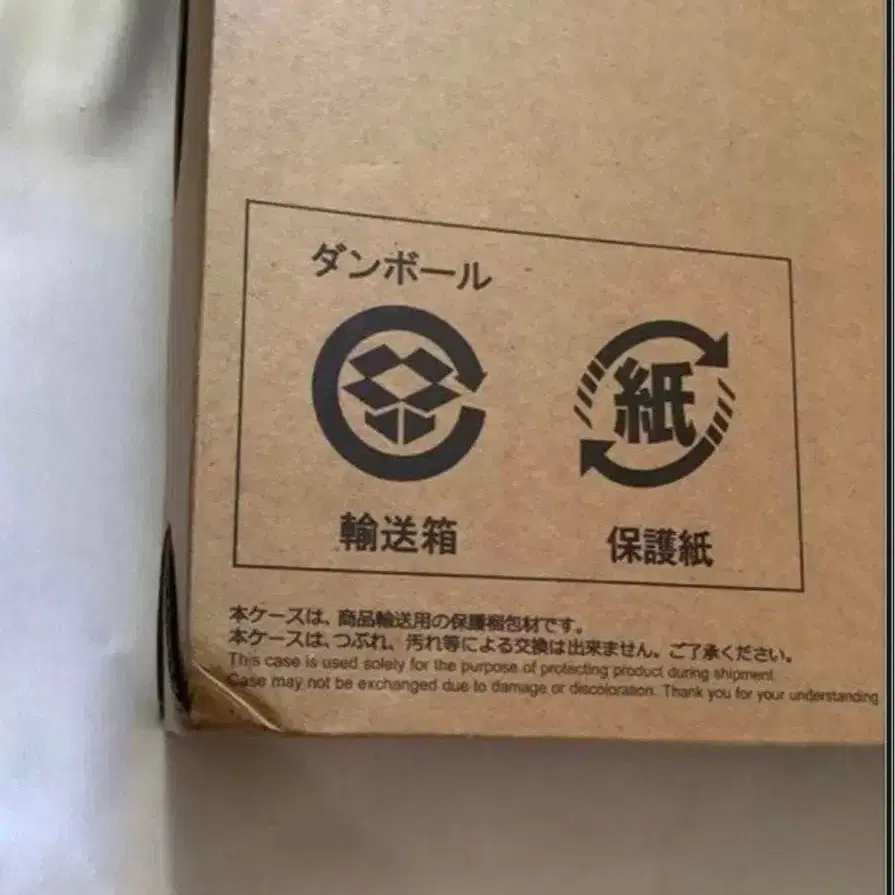 ダンボール
紙
輸送箱
保護紙
本ケースは、商品輸送用の保護梱包材です。
本ケースは、つぶれ、汚れ等による交換は出来ません。ご了承ください。
This case is used solely for the purpose of protecting product during shipment.
Case may not be exchanged due to damage or discoloration. Thank you for your understanding